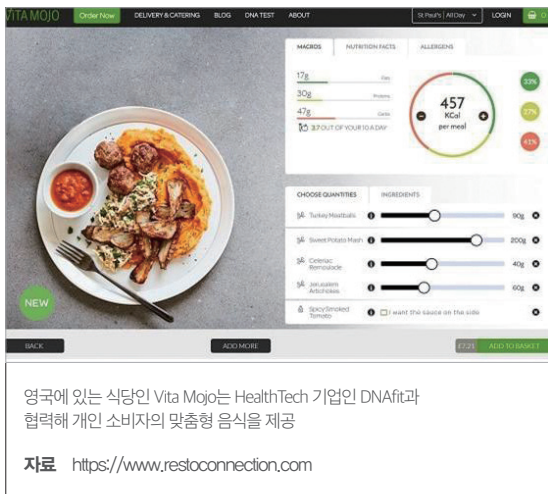 VITA MOJO
Order Now
DELIVERY & CATERING
BLOG
DNA TEST
ABOUT
St Paul's | All Day
LOGIN
MACROS
NUTRITION FACTS
ALLERGENS
17g
Fats
30g
Proteins
47g
Carbs
3.7 OUT OF YOUR 10 A DAY
457
KCal
per meal
33%
27%
41%
CHOOSE QUANTITIES
INGREDIENTS
Turkey Meatballs
90g
Sweet Potato Mash
200g
Celeriac
Remoulade
40g
Jerusalem
Artichokes
60g
Spicy Smoked
Tomato
I want the sauce on the side
NEW
BACK
ADD MORE
£7.25
ADD TO BASKET
영국에 있는 식당인 Vita Mojo는 HealthTech 기업인 DNAfit과
협력해 개인 소비자의 맞춤형 음식을 제공
자료 https://www.restoconnection.com